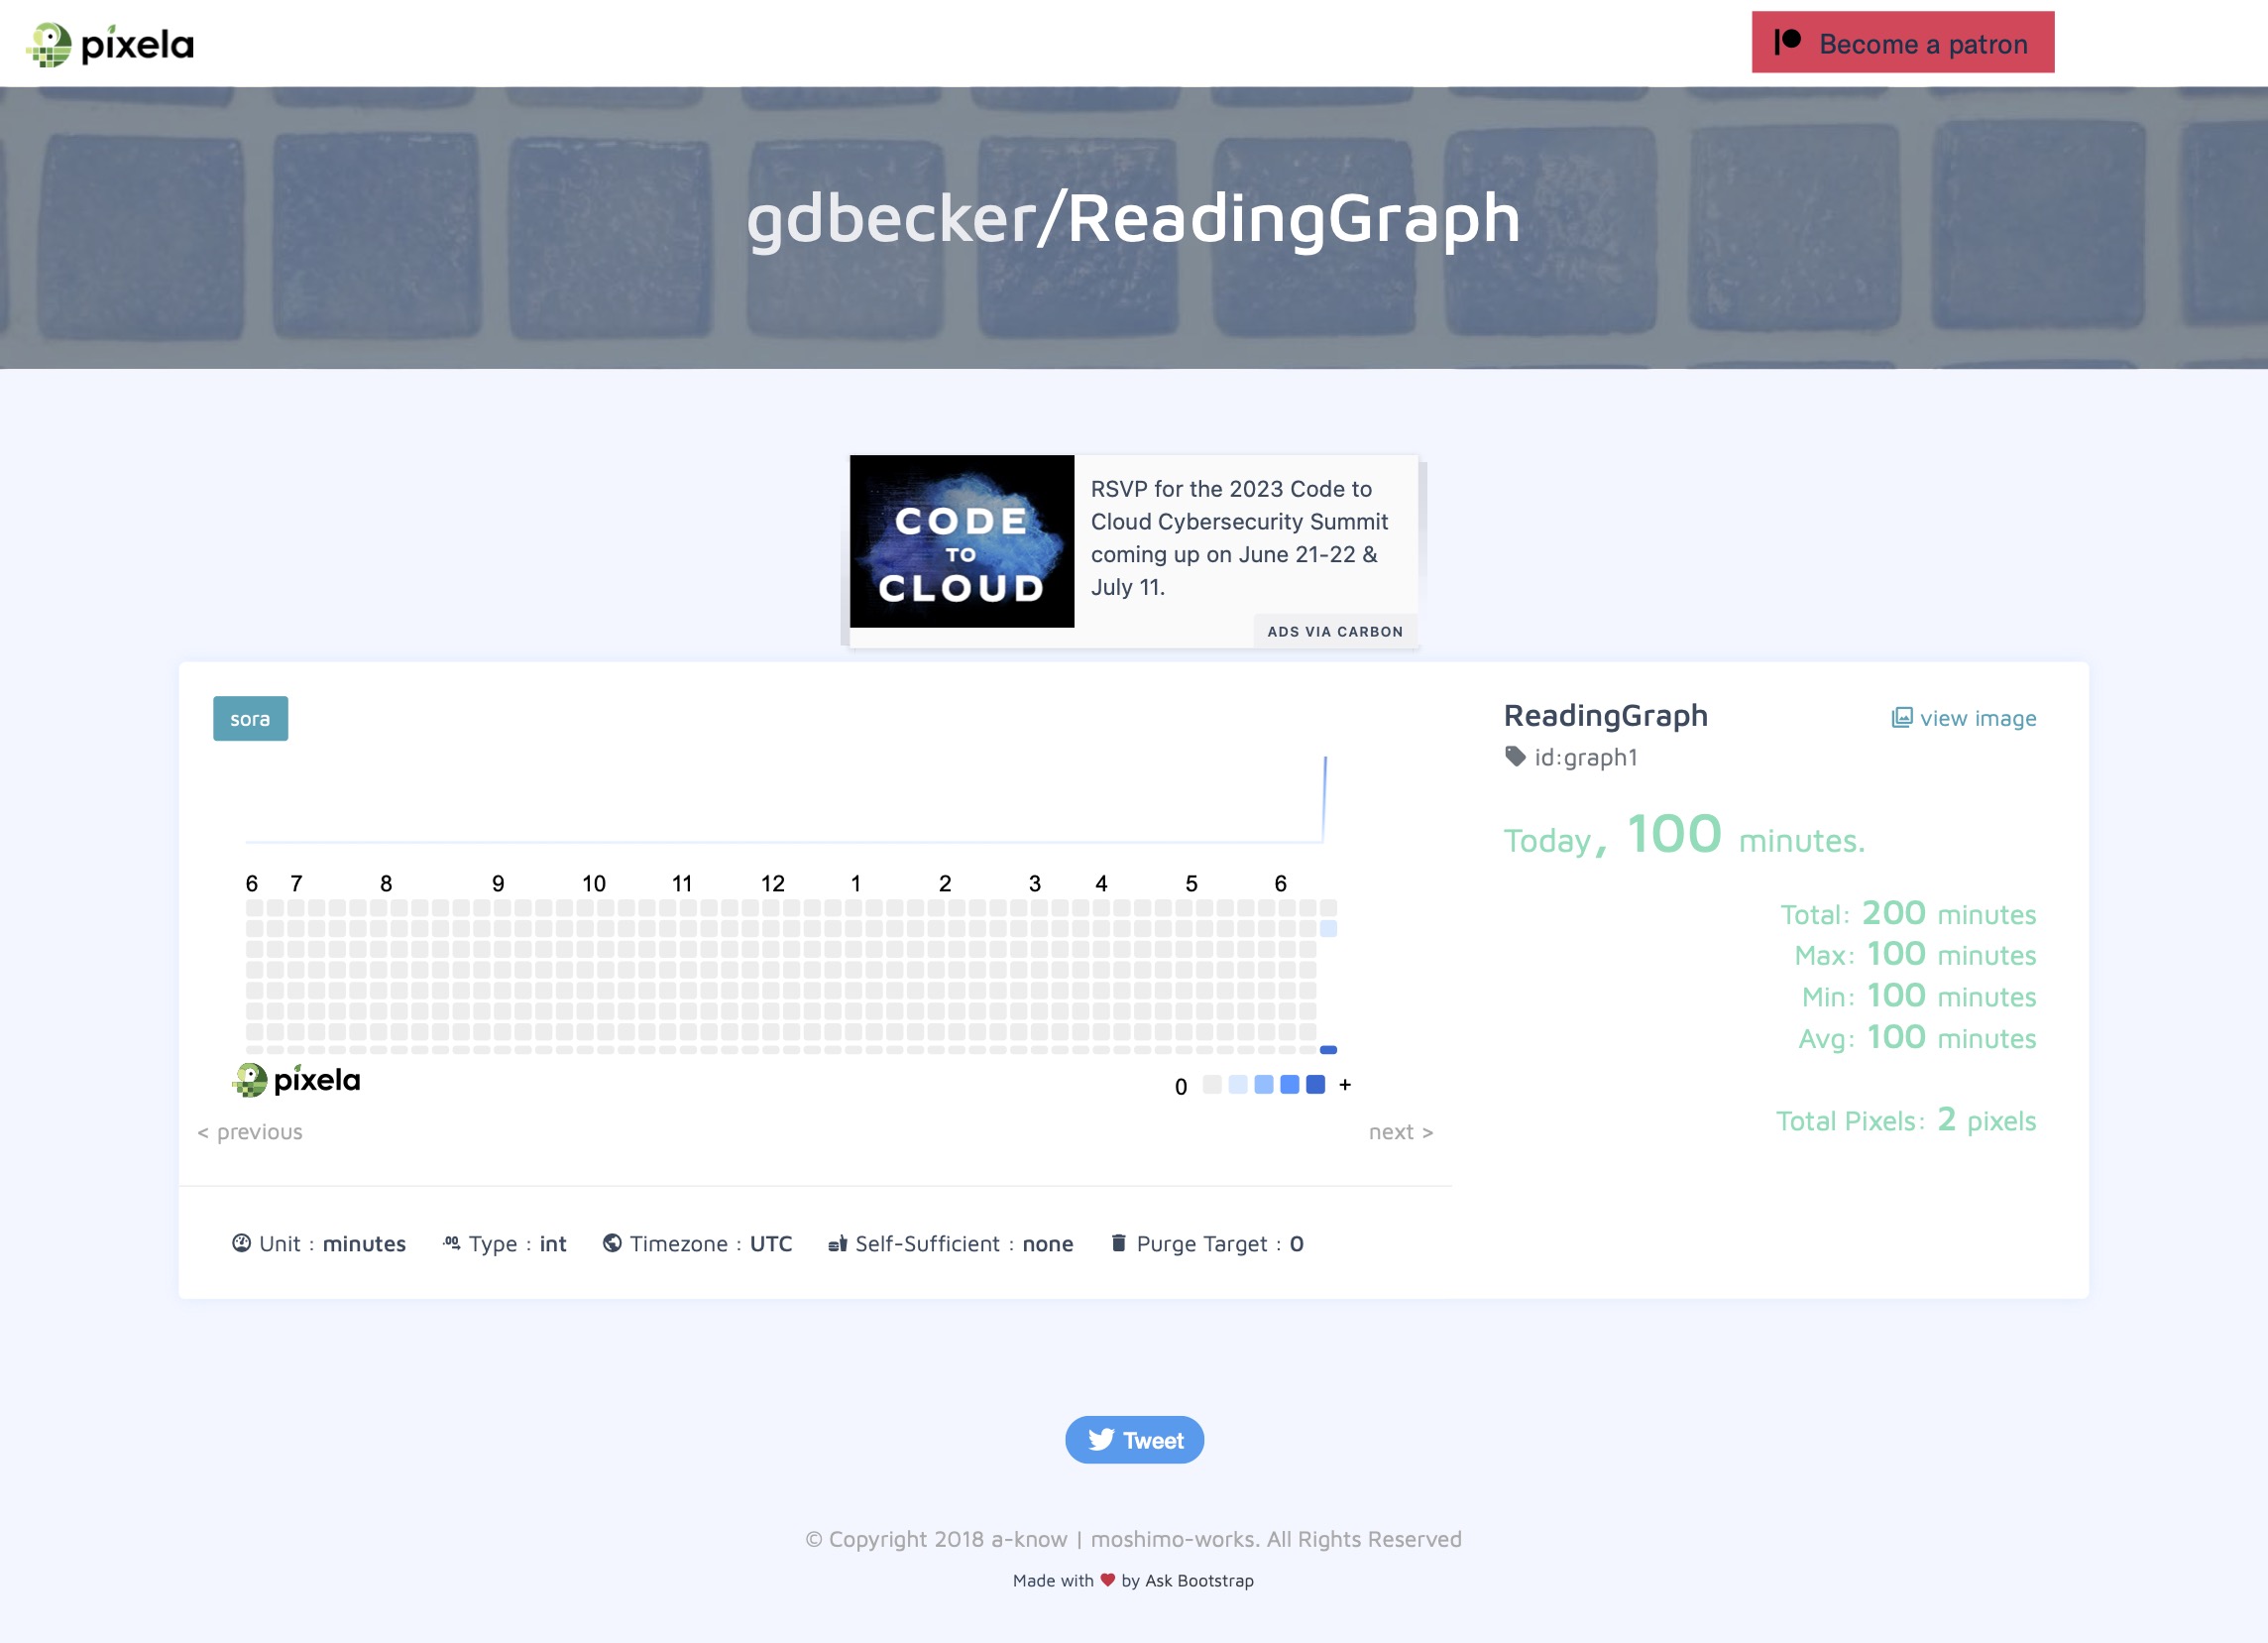 pixela
Become a patron
gdbecker/ReadingGraph
CODE
TO
CLOUD
RSVP for the 2023 Code to
Cloud Cybersecurity Summit
coming up on June 21-22 &
July 11.
ADS VIA CARBON
sora
6 7 8 9 10 11 12 1 2 3 4 5 6
pixela
0 +
< previous
next >
Unit : minutes
.00 Type : int
Timezone : UTC
Self-Sufficient : none
Purge Target : 0
ReadingGraph
view image
id:graph1
Today, 100 minutes.
Total: 200 minutes
Max: 100 minutes
Min: 100 minutes
Avg: 100 minutes
Total Pixels: 2 pixels
Tweet
© Copyright 2018 a-know | moshimo-works. All Rights Reserved
Made with ♥ by Ask Bootstrap